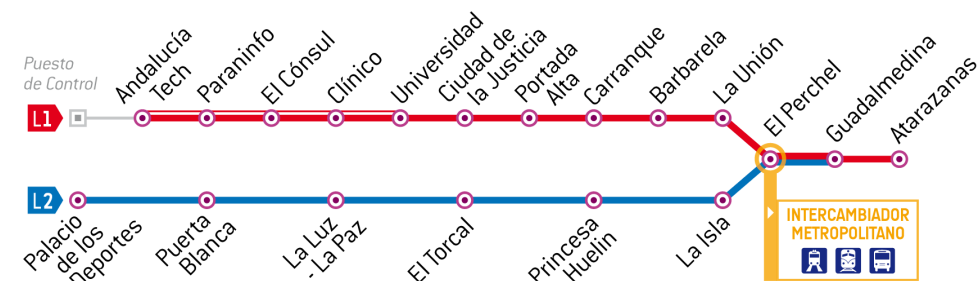 Puesto
de Control
Andalucía
Tech
Paraninfo
El Cónsul
Clínico
Universidad
Ciudad de
la Justicia
Portada
Alta
Carranque
Barbarela
La Unión
El Perchel
Guadalmedina
Atarazanas
L1
L2
Palacio
de los
Deportes
Puerta
Blanca
La Luz
- La Paz
El Torcal
Princesa
Huelin
La Isla
INTERCAMBIADOR
METROPOLITANO